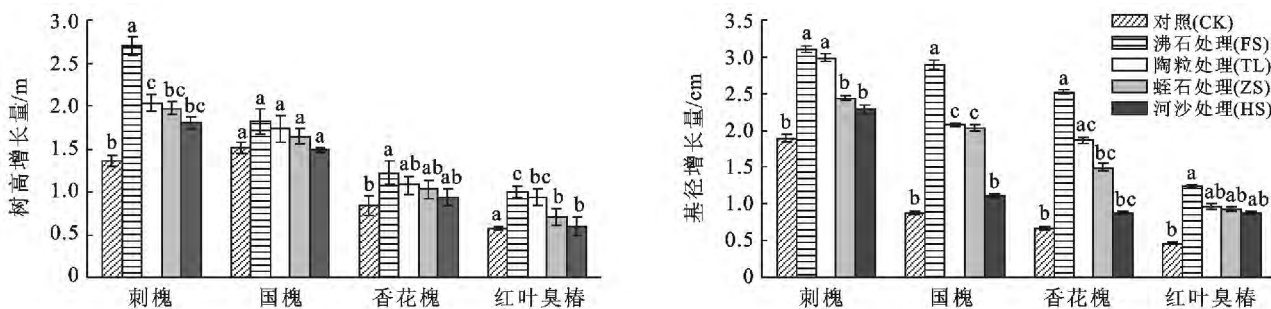 树高增长量/m
3.0
2.5
2.0
1.5
1.0
0.5
0
b a c bc bc
a a a a a
b a ab ab ab
a c bc b b
刺槐 国槐 香花槐 红叶臭椿
基径增长量/cm
3.5
3.0
2.5
2.0
1.5
1.0
0.5
0
b a a b b
b a c c b
b a ac bc bc
b a ab ab ab
刺槐 国槐 香花槐 红叶臭椿
对照(CK)
沸石处理(FS)
陶粒处理(TL)
蛭石处理(ZS)
河沙处理(HS)